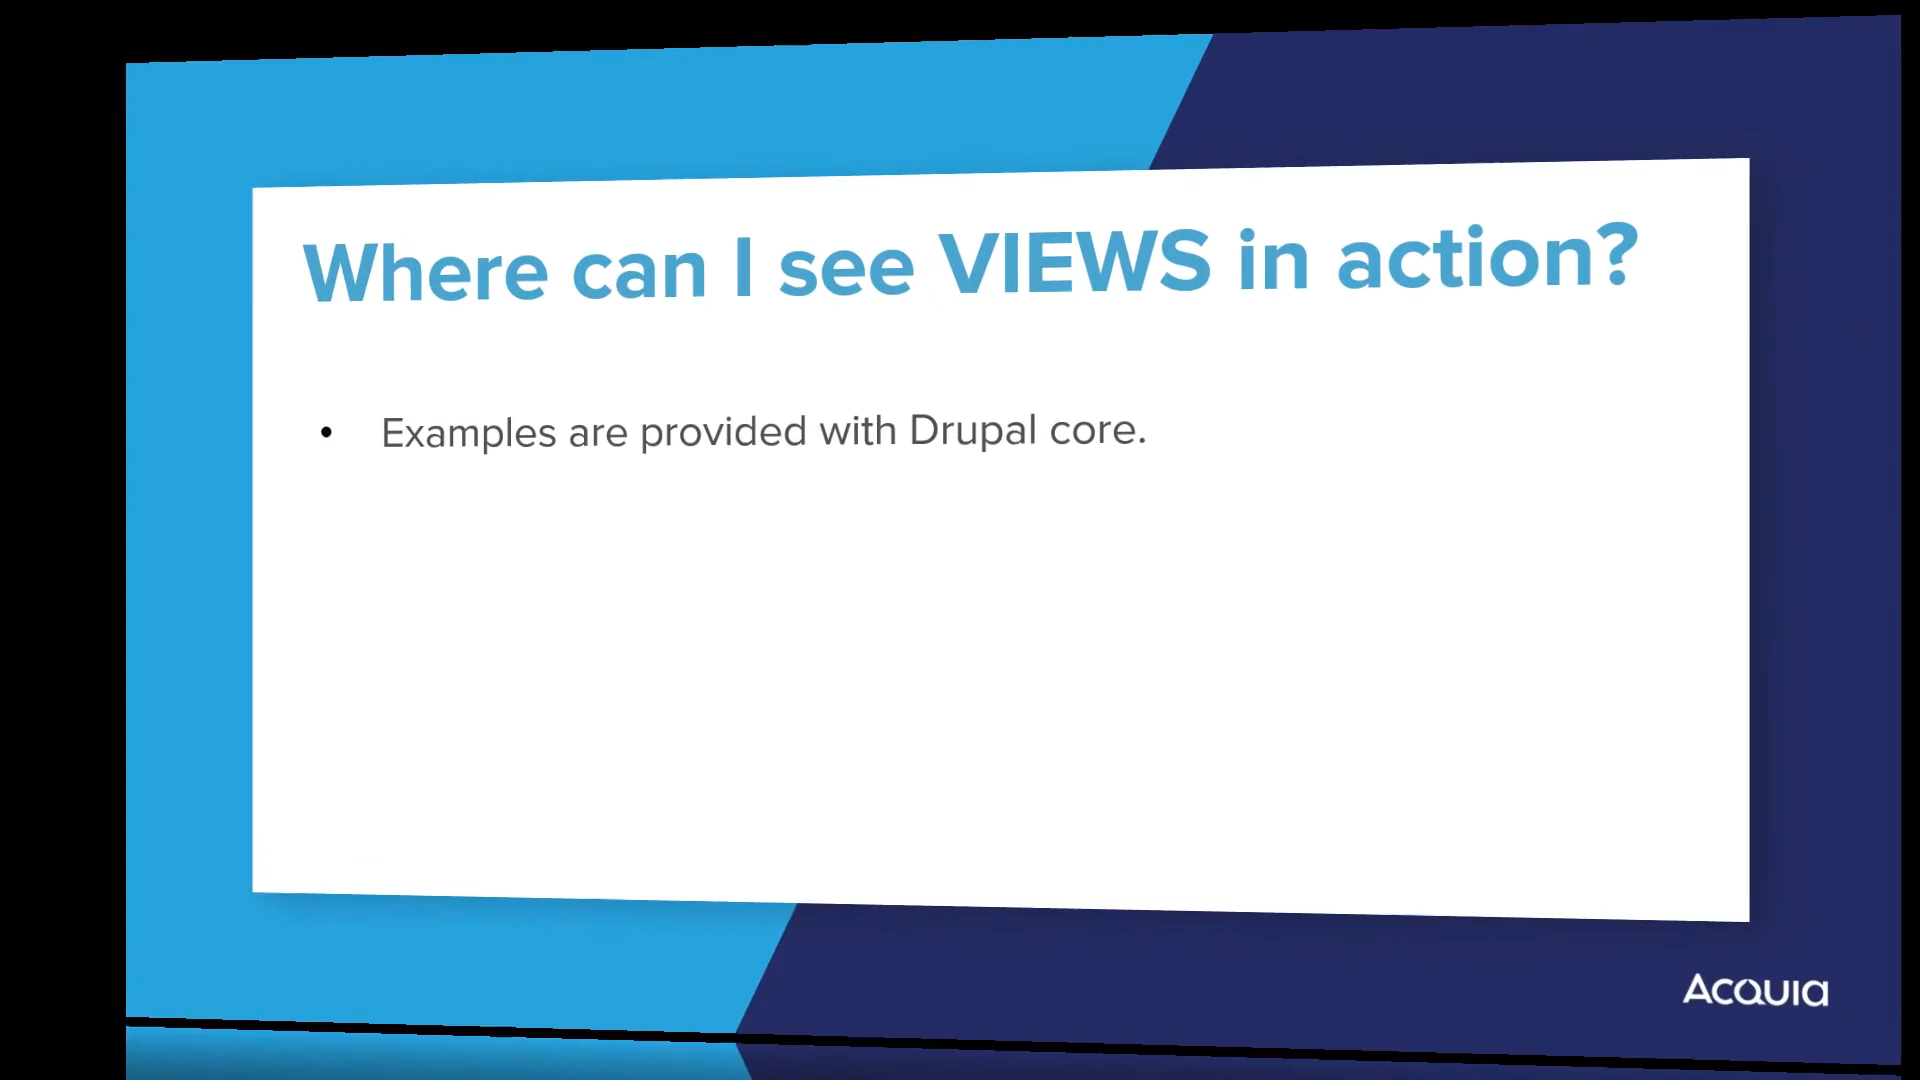 Where can I see VIEWS in action?
• Examples are provided with Drupal core.
Acquia